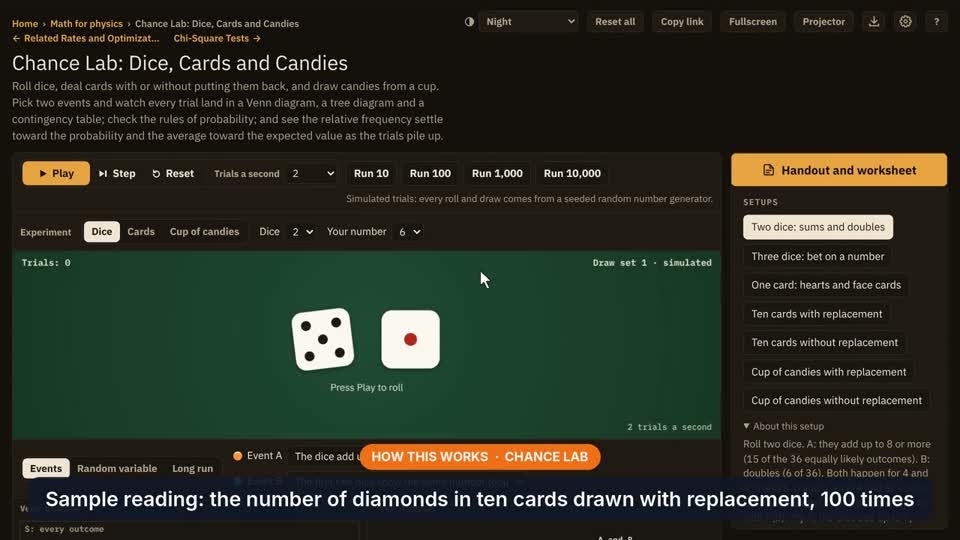 Home › Math for physics › Chance Lab: Dice, Cards and Candies
← Related Rates and Optimizat... Chi-Square Tests →
Night
Reset all
Copy link
Fullscreen
Projector
?
Chance Lab: Dice, Cards and Candies
Roll dice, deal cards with or without putting them back, and draw candies from a cup.
Pick two events and watch every trial land in a Venn diagram, a tree diagram and a
contingency table; check the rules of probability; and see the relative frequency settle
toward the probability and the average toward the expected value as the trials pile up.
Play Step Reset Trials a second 2 Run 10 Run 100 Run 1,000 Run 10,000
Simulated trials: every roll and draw comes from a seeded random number generator.
Experiment Dice Cards Cup of candies Dice 2 Your number 6
Trials: 0
Draw set 1 · simulated
Press Play to roll
2 trials a second
Events Random variable Long run
Event A The dice add u
HOW THIS WORKS · CHANCE LAB
Sample reading: the number of diamonds in ten cards drawn with replacement, 100 times
S: every outcome
A and B
Handout and worksheet
SETUPS
Two dice: sums and doubles
Three dice: bet on a number
One card: hearts and face cards
Ten cards with replacement
Ten cards without replacement
Cup of candies with replacement
Cup of candies without replacement
▼ About this setup
Roll two dice. A: they add up to 8 or more
(15 of the 36 equally likely outcomes). B:
doubles (6 of 36). Both happen for 4 and